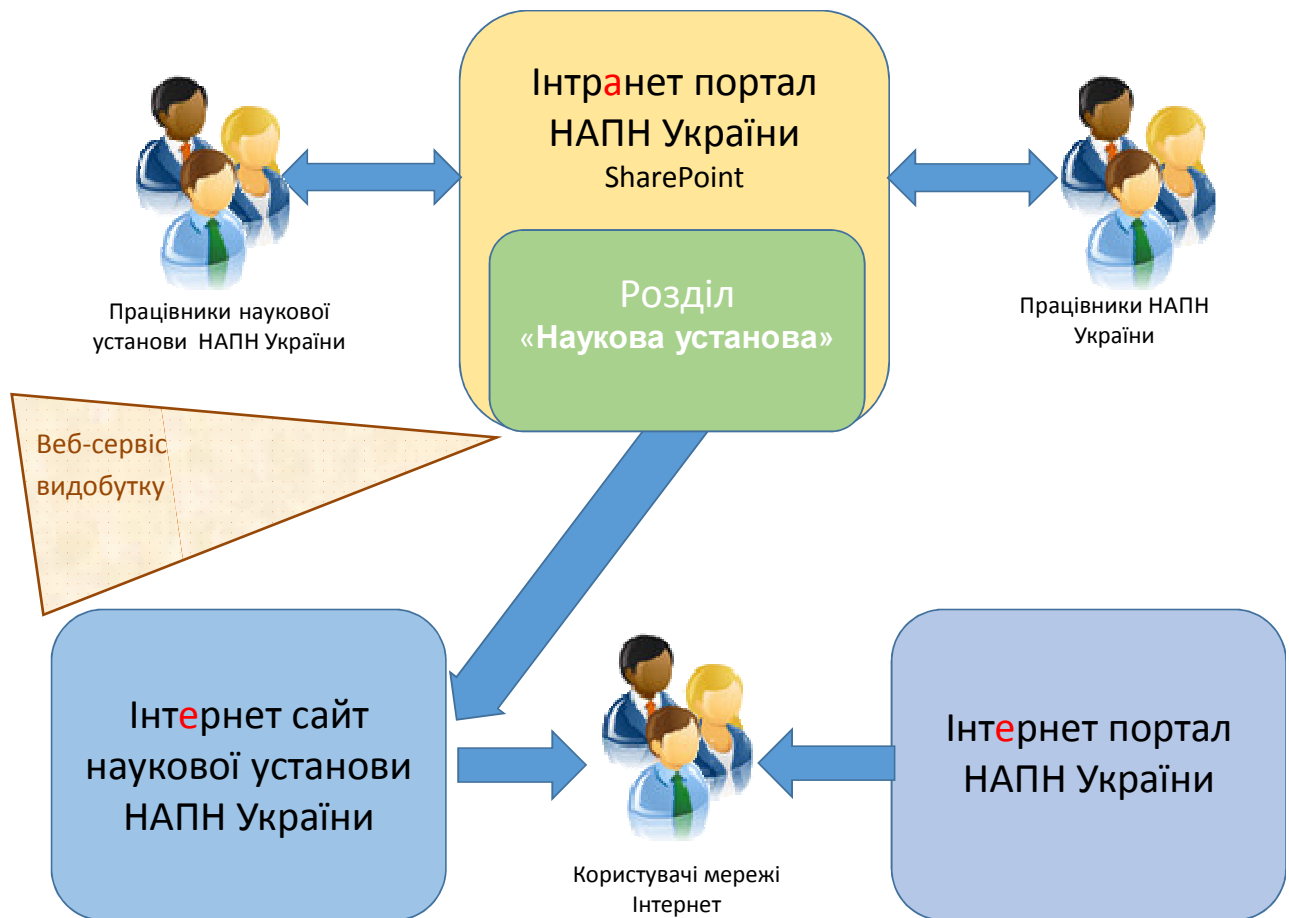 Інтранет портал
НАПН України
SharePoint
Розділ
«Наукова установа»
Працівники наукової
установи НАПН України
Працівники НАПН
України
Веб-сервіс
видобутку
Інтернет сайт
наукової установи
НАПН України
Користувачі мережі
Інтернет
Інтернет портал
НАПН України